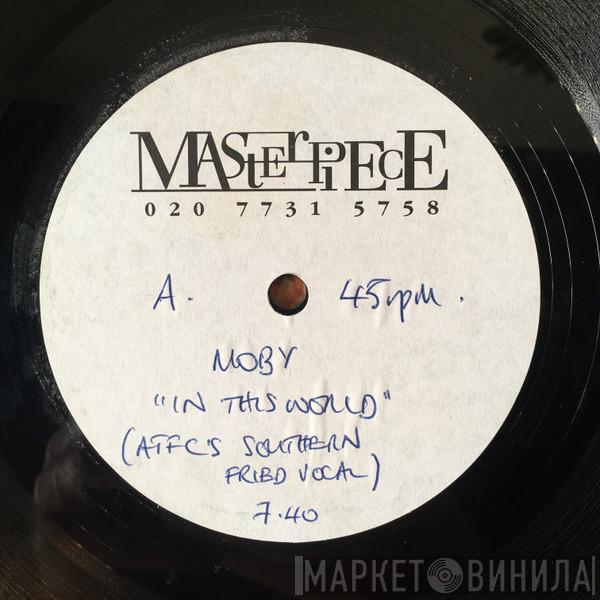 MASTERPIECE
020 7731 5758
A. 45rpm.
MOBY
"IN THIS WORLD"
(ATFC'S SOUTHERN
FRIED VOCAL)
7.40
МАРКЕТ ВИНИЛА